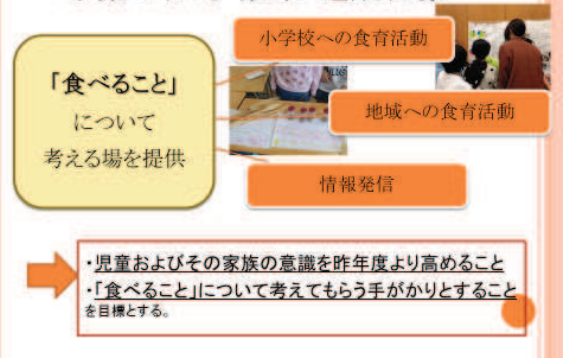 小学校への食育活動
「食べること」
について
考える場を提供
地域への食育活動
情報発信
・児童およびその家族の意識を昨年度より高めること
・「食べること」について考えてもらう手がかりとすること
を目標とする。